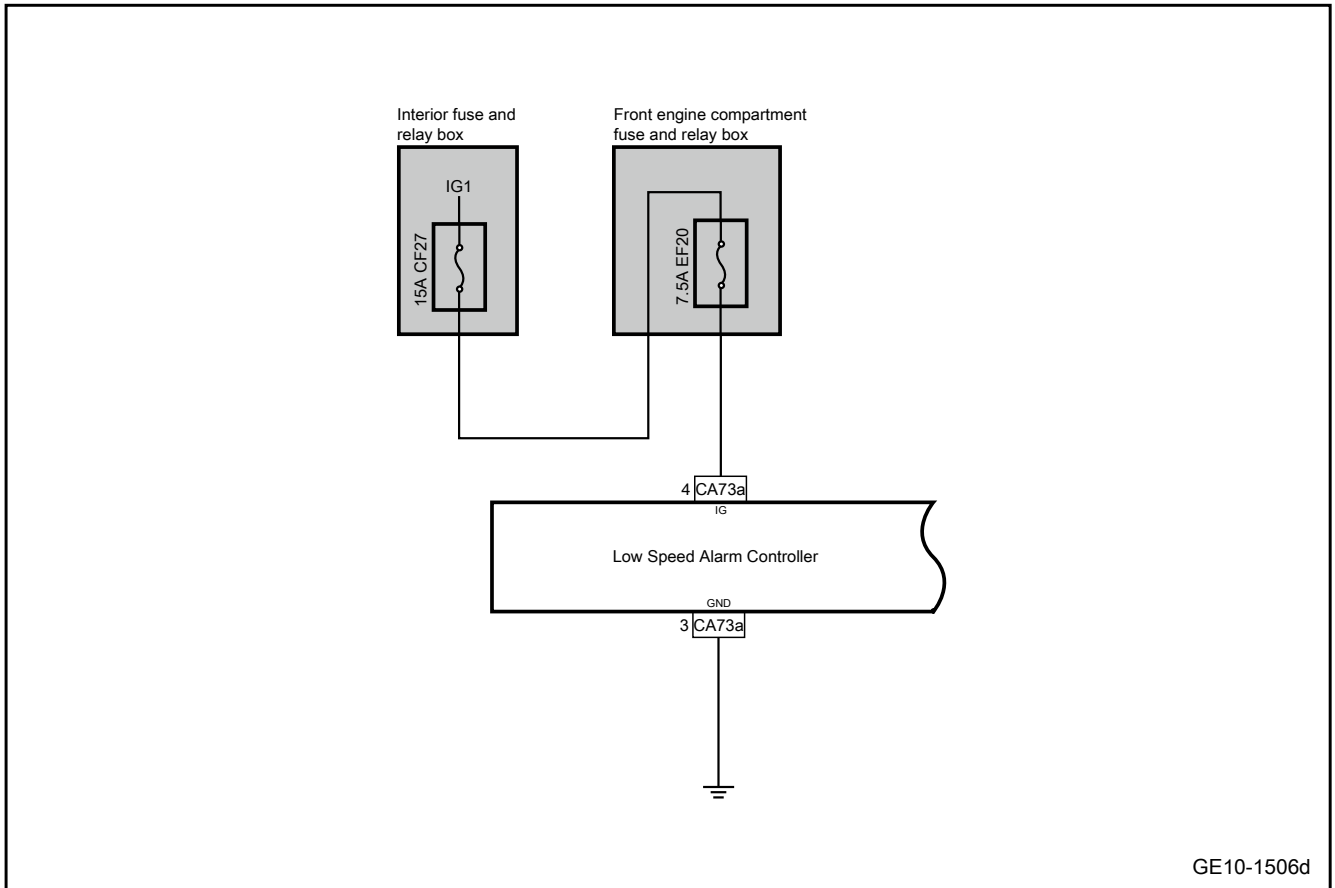 Interior fuse and
relay box
Front engine compartment
fuse and relay box
IG1
15A CF27
7.5A EF20
4 CA73a
IG
Low Speed Alarm Controller
GND
3 CA73a
GE10-1506d